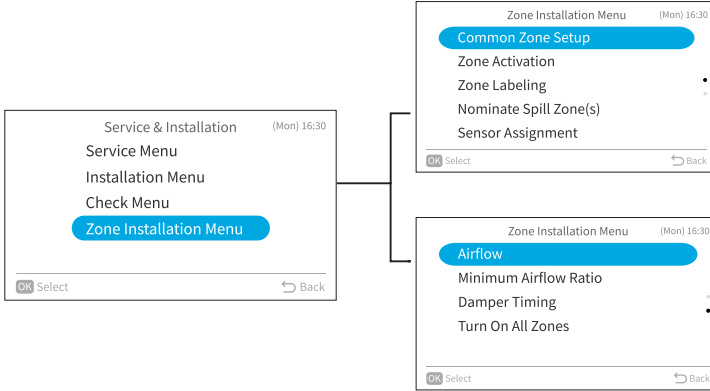 Service & Installation (Mon) 16:30
Service Menu
Installation Menu
Check Menu
Zone Installation Menu
OK Select Back
Zone Installation Menu (Mon) 16:30
Common Zone Setup
Zone Activation
Zone Labeling
Nominate Spill Zone(s)
Sensor Assignment
OK Select Back
Zone Installation Menu (Mon) 16:30
Airflow
Minimum Airflow Ratio
Damper Timing
Turn On All Zones
OK Select Back